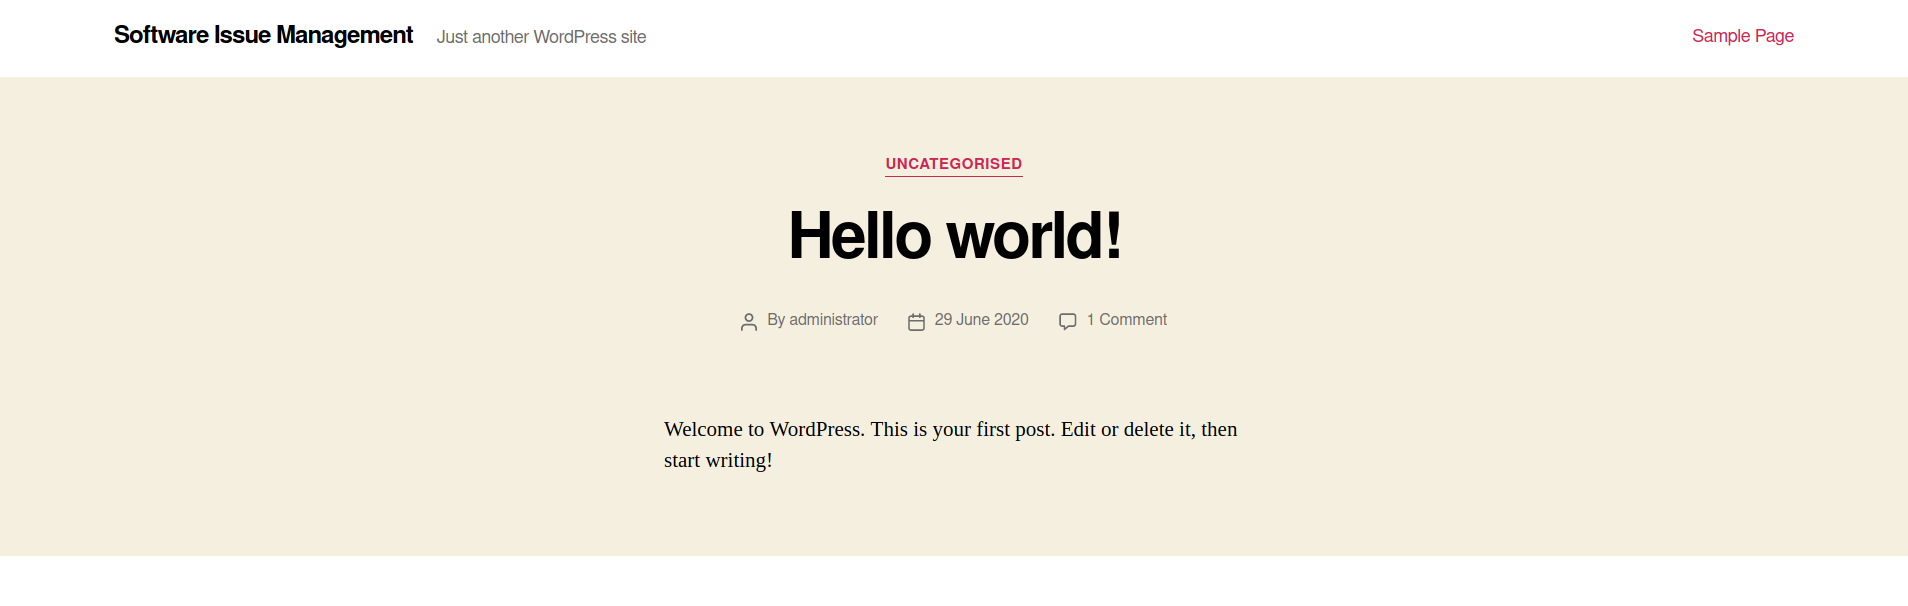 Software Issue Management Just another WordPress site Sample Page
UNCATEGORISED
Hello world!
By administrator 29 June 2020 1 Comment
Welcome to WordPress. This is your first post. Edit or delete it, then
start writing!